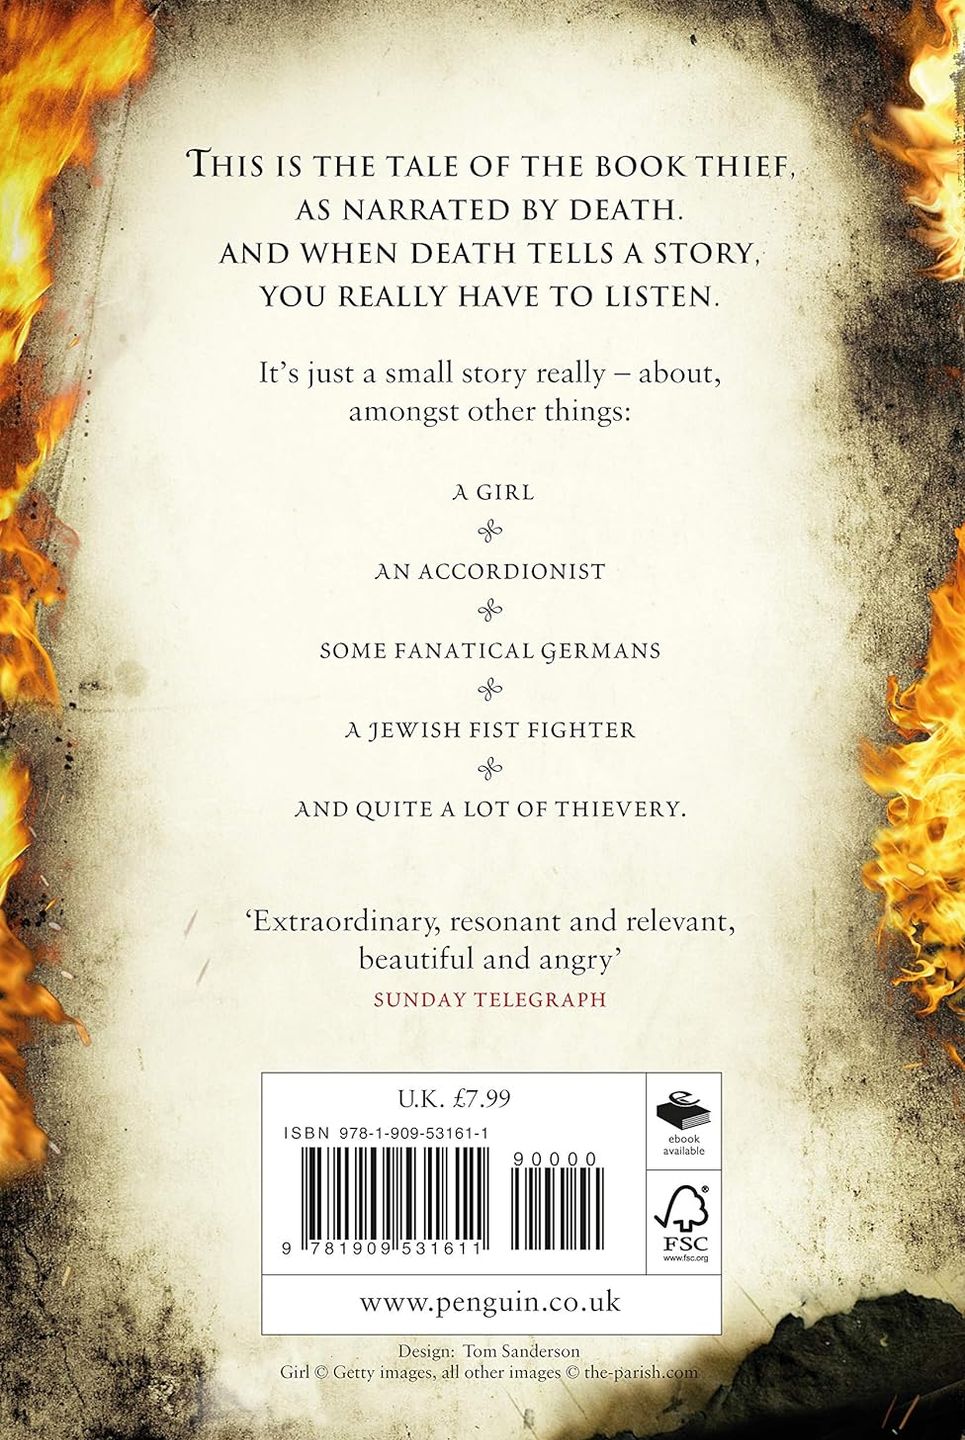 THIS IS THE TALE OF THE BOOK THIEF,
AS NARRATED BY DEATH.
AND WHEN DEATH TELLS A STORY,
YOU REALLY HAVE TO LISTEN.
It's just a small story really – about,
amongst other things:
A GIRL
AN ACCORDIONIST
SOME FANATICAL GERMANS
A JEWISH FIST FIGHTER
AND QUITE A LOT OF THIEVERY.
‘Extraordinary, resonant and relevant,
beautiful and angry’
SUNDAY TELEGRAPH
U.K. £7.99
ISBN 978-1-909-53161-1
90000
9 781909 531611
ebook
available
FSC
®
www.fsc.org
www.penguin.co.uk
Design: Tom Sanderson
Girl © Getty images, all other images © the-parish.com